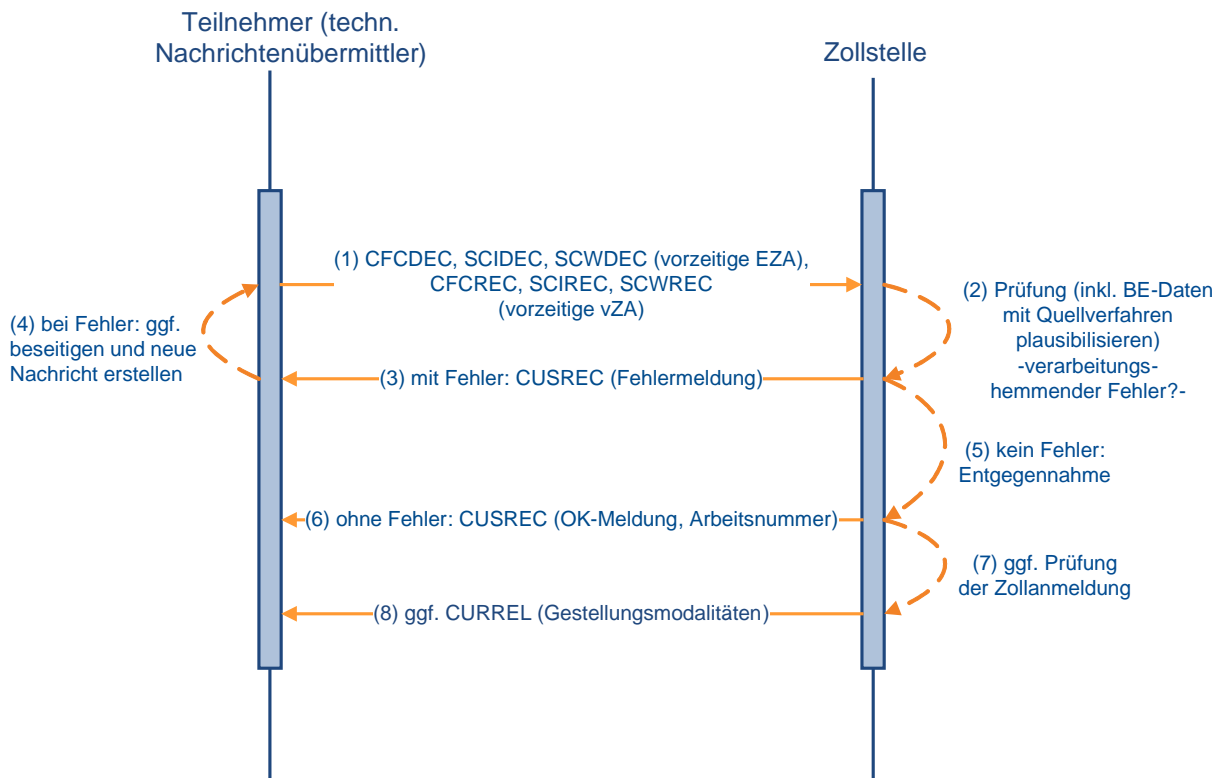 Teilnehmer (techn.
Nachrichtenübermittler)
Zollstelle
(1) CFCDEC, SCIDEC, SCWDEC (vorzeitige EZA),
CFCREC, SCIREC, SCWREC
(vorzeitige vZA)
(2) Prüfung (inkl. BE-Daten
mit Quellverfahren
plausibilisieren)
-verarbeitungs-
hemmender Fehler?-
(3) mit Fehler: CUSREC (Fehlermeldung)
(4) bei Fehler: ggf.
beseitigen und neue
Nachricht erstellen
(5) kein Fehler:
Entgegennahme
(6) ohne Fehler: CUSREC (OK-Meldung, Arbeitsnummer)
(7) ggf. Prüfung
der Zollanmeldung
(8) ggf. CURREL (Gestellungsmodalitäten)